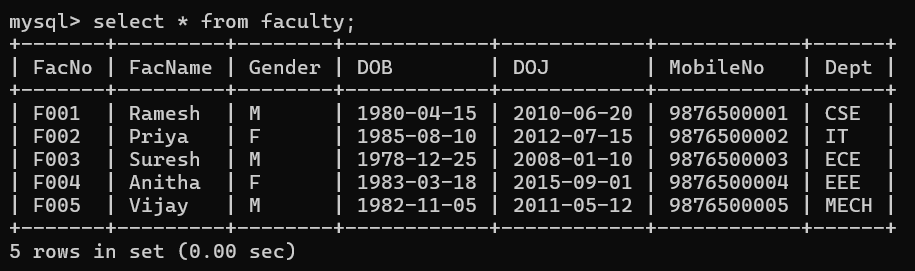 mysql> select * from faculty;
+-------+---------+--------+------------+------------+------------+------+
| FacNo | FacName | Gender | DOB        | DOJ        | MobileNo   | Dept |
+-------+---------+--------+------------+------------+------------+------+
| F001  | Ramesh  | M      | 1980-04-15 | 2010-06-20 | 9876500001 | CSE  |
| F002  | Priya   | F      | 1985-08-10 | 2012-07-15 | 9876500002 | IT   |
| F003  | Suresh  | M      | 1978-12-25 | 2008-01-10 | 9876500003 | ECE  |
| F004  | Anitha  | F      | 1983-03-18 | 2015-09-01 | 9876500004 | EEE  |
| F005  | Vijay   | M      | 1982-11-05 | 2011-05-12 | 9876500005 | MECH |
+-------+---------+--------+------------+------------+------------+------+
5 rows in set (0.00 sec)